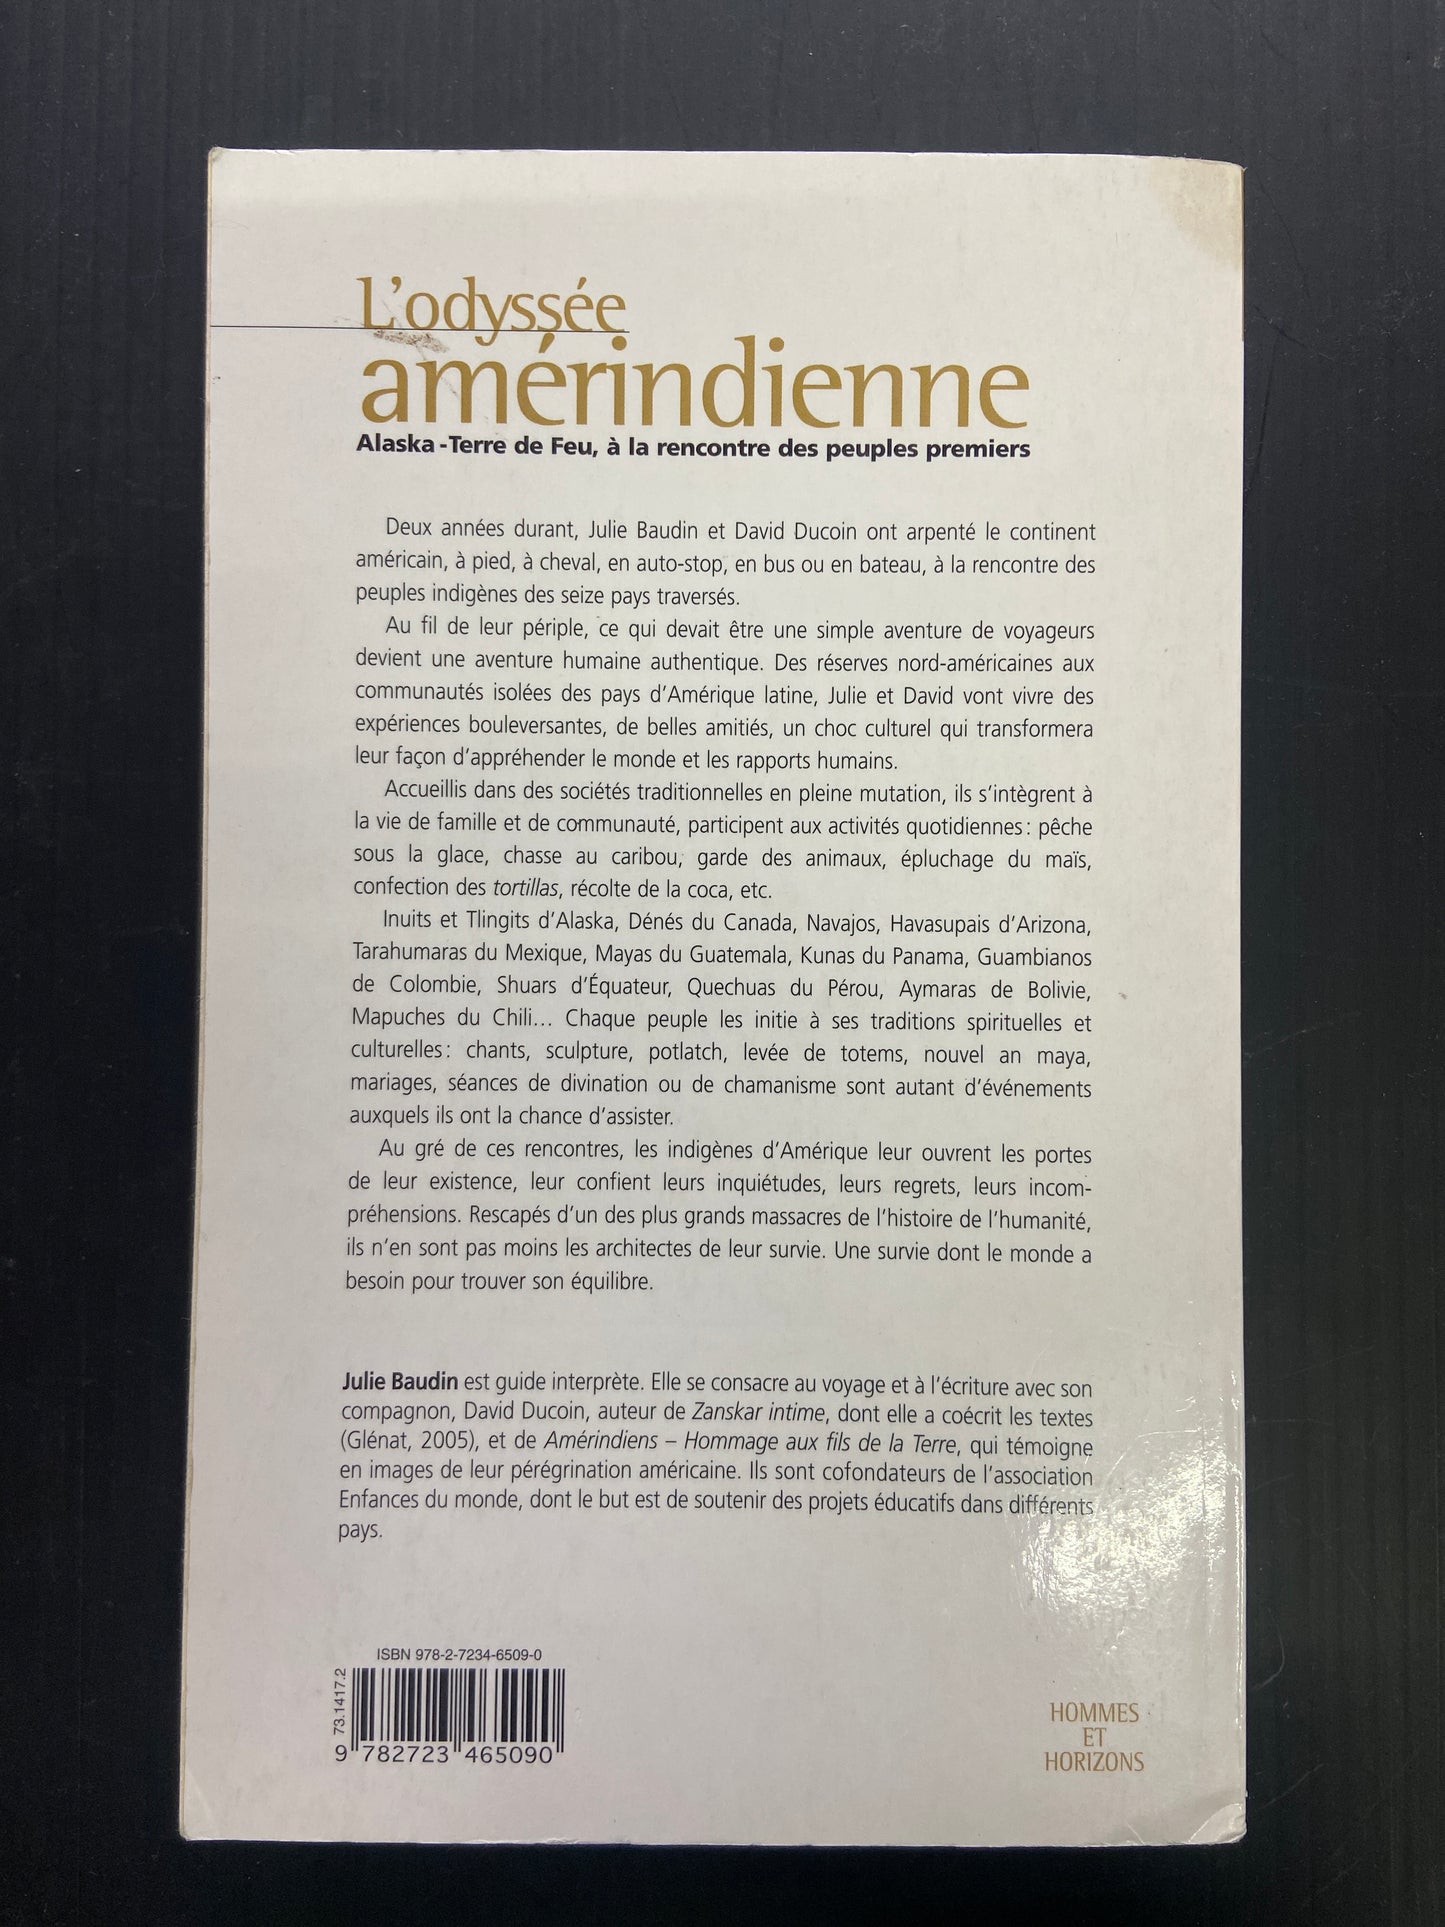 L'odyssée
amérindienne
Alaska-Terre de Feu, à la rencontre des peuples premiers
Deux années durant, Julie Baudin et David Ducoin ont arpenté le continent
américain, à pied, à cheval, en auto-stop, en bus ou en bateau, à la rencontre des
peuples indigènes des seize pays traversés.
Au fil de leur périple, ce qui devait être une simple aventure de voyageurs
devient une aventure humaine authentique. Des réserves nord-américaines aux
communautés isolées des pays d'Amérique latine, Julie et David vont vivre des
expériences bouleversantes, de belles amitiés, un choc culturel qui transformera
leur façon d'appréhender le monde et les rapports humains.
Accueillis dans des sociétés traditionnelles en pleine mutation, ils s'intègrent à
la vie de famille et de communauté, participent aux activités quotidiennes : pêche
sous la glace, chasse au caribou, garde des animaux, épluchage du maïs,
confection des tortillas, récolte de la coca, etc.
Inuits et Tlingits d'Alaska, Dénés du Canada, Navajos, Havasupais d'Arizona,
Tarahumaras du Mexique, Mayas du Guatemala, Kunas du Panama, Guambianos
de Colombie, Shuars d'Équateur, Quechuas du Pérou, Aymaras de Bolivie,
Mapuches du Chili... Chaque peuple les initie à ses traditions spirituelles et
culturelles : chants, sculpture, potlatch, levée de totems, nouvel an maya,
mariages, séances de divination ou de chamanisme sont autant d'événements
auxquels ils ont la chance d'assister.
Au gré de ces rencontres, les indigènes d'Amérique leur ouvrent les portes
de leur existence, leur confient leurs inquiétudes, leurs regrets, leurs incom-
préhensions. Rescapés d'un des plus grands massacres de l'histoire de l'humanité,
ils n'en sont pas moins les architectes de leur survie. Une survie dont le monde a
besoin pour trouver son équilibre.
Julie Baudin est guide interprète. Elle se consacre au voyage et à l'écriture avec son
compagnon, David Ducoin, auteur de Zanskar intime, dont elle a coécrit les textes
(Glénat, 2005), et de Amérindiens – Hommage aux fils de la Terre, qui témoigne
en images de leur pérégrination américaine. Ils sont cofondateurs de l'association
Enfances du monde, dont le but est de soutenir des projets éducatifs dans différents
pays.
ISBN 978-2-7234-6509-0
73.1417.2
9 782723 465090
HOMMES
ET
HORIZONS